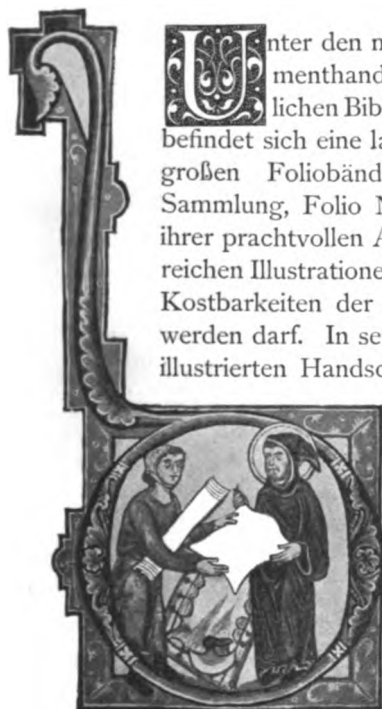 Unter den n
menthand
lichen Bib
befindet sich eine la
großen Foliobänd
Sammlung, Folio N
ihrer prachtvollen A
reichen Illustratione
Kostbarkeiten der
werden darf. In se
illustrierten Handsc